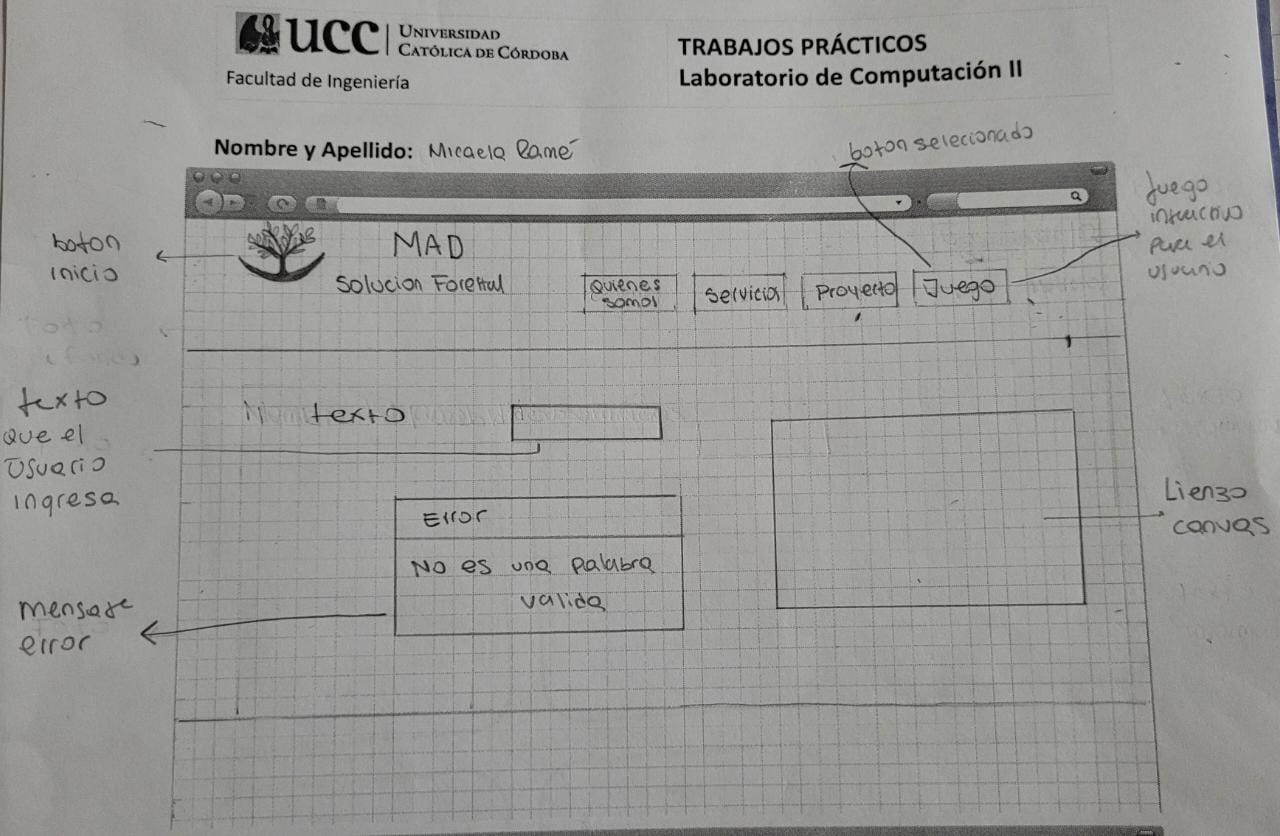 UCC
UNIVERSIDAD
CATÓLICA DE CÓRDOBA
Facultad de Ingeniería
TRABAJOS PRÁCTICOS
Laboratorio de Computación II
Nombre y Apellido: Micaela Ramé
boton selecionado
boton
inicio
MAD
Solucion Forestal
Quienes
somos
Servicios
Proyecto
Juego
Juego
para el
usuario
texto
que el
usuario
ingresa
texto
Error
No es una palabra
valida
mensaje
error
Lienzo
canvas